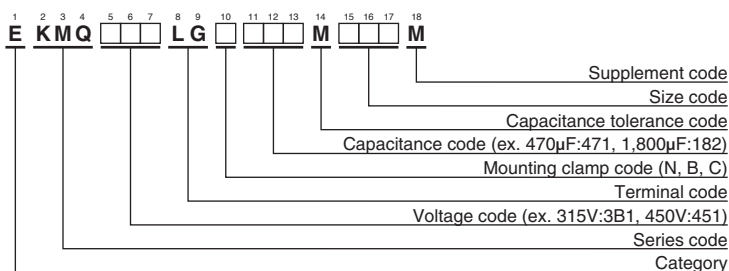 1 2 3 4 5 6 7 8 9 10 11 12 13 14 15 16 17 18
E KMQ □□□ LG □ □□□ M □□□ M
Supplement code
Size code
Capacitance tolerance code
Capacitance code (ex. 470µF:471, 1,800µF:182)
Mounting clamp code (N, B, C)
Terminal code
Voltage code (ex. 315V:3B1, 450V:451)
Series code
Category